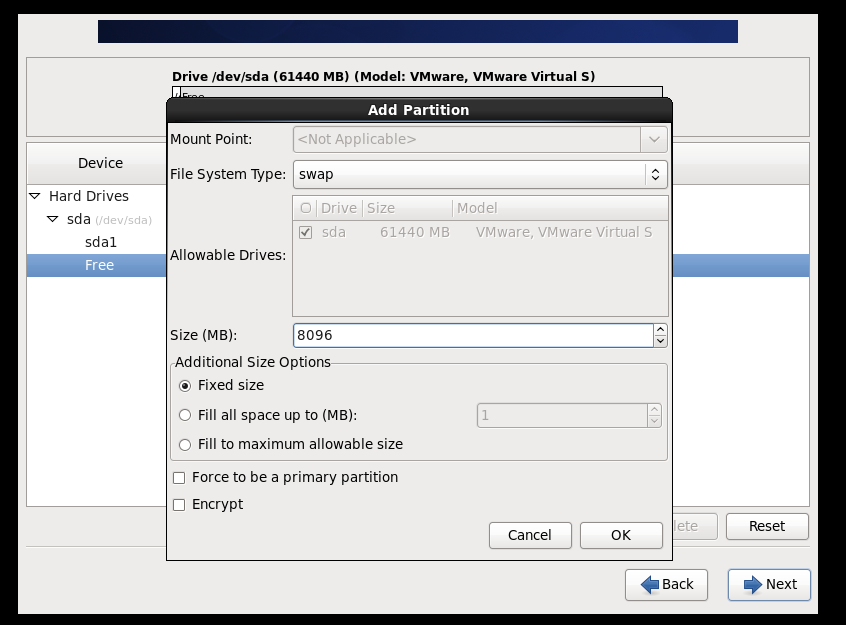 Drive /dev/sda (61440 MB) (Model: VMware, VMware Virtual S)
Free
Add Partition
Mount Point: <Not Applicable>
File System Type: swap
Drive Size Model
sda 61440 MB VMware, VMware Virtual S
Allowable Drives:
Size (MB): 8096
Additional Size Options
Fixed size
Fill all space up to (MB): 1
Fill to maximum allowable size
Force to be a primary partition
Encrypt
Cancel OK
Device
Hard Drives
sda (/dev/sda)
sda1
Free
Reset
Back Next